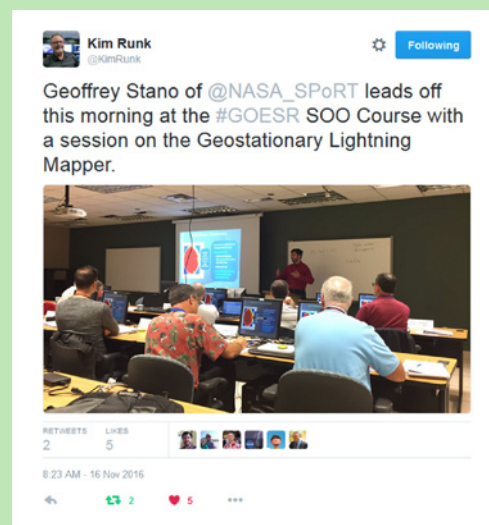 Kim Runk
@KimRunk
Following
Geoffrey Stano of @NASA_SPoRT leads off
this morning at the #GOESR SOO Course with
a session on the Geostationary Lightning
Mapper.
RETWEETS LIKES
2 5
8:23 AM - 16 Nov 2016
2 5